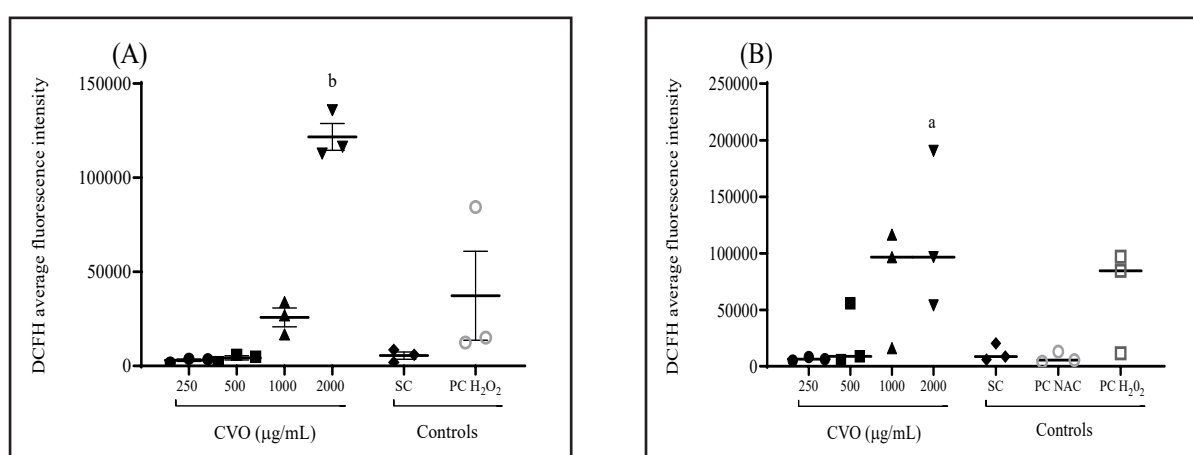 (A)
DCFH average fluorescence intensity
150000
100000
50000
0
b
250 500 1000 2000 SC PC H₂O₂
CVO (µg/mL) Controls
(B)
DCFH average fluorescence intensity
250000
200000
150000
100000
50000
0
a
250 500 1000 2000 SC PC NAC PC H₂0₂
CVO (µg/mL) Controls